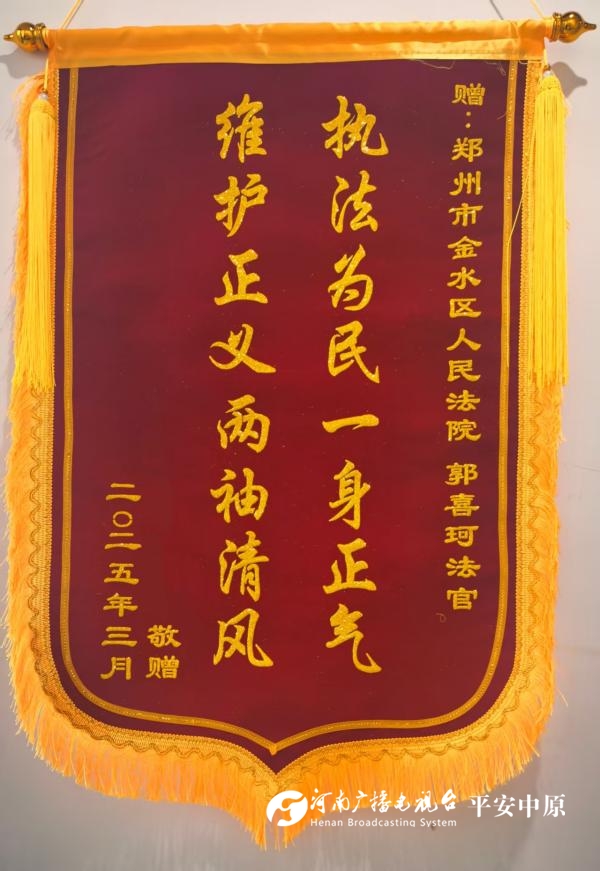 赠：郑州市金水区人民法院 郭喜珂法官
执法为民一身正气
维护正义两袖清风
敬赠
二〇二五年三月
河南广播电视台 平安中原
Henan Broadcasting System